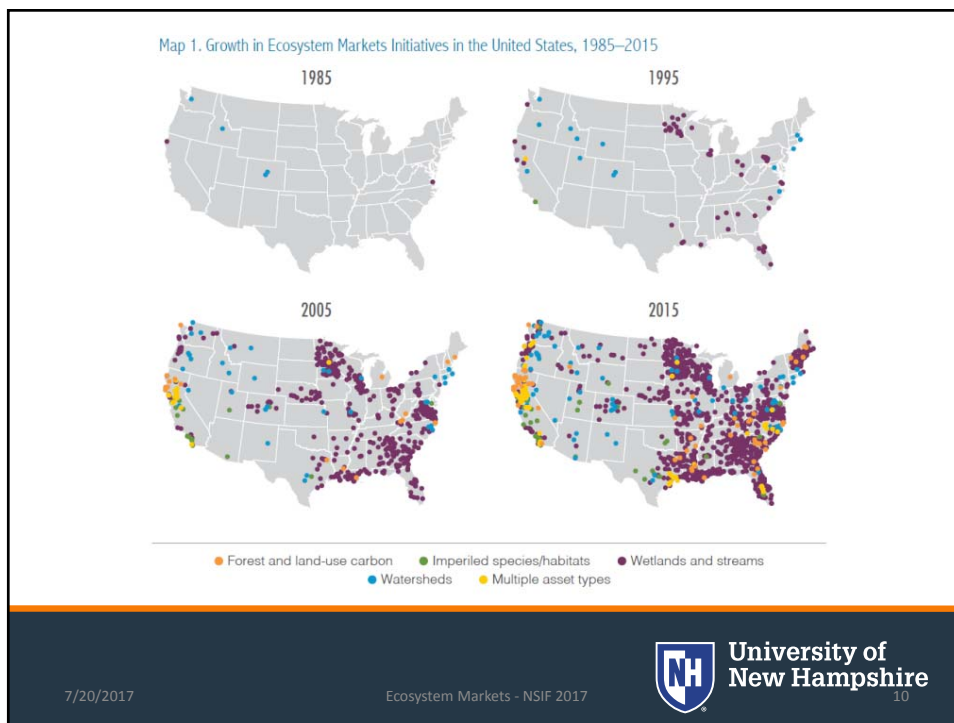 Map 1. Growth in Ecosystem Markets Initiatives in the United States, 1985–2015
1985
1995
2005
2015
Forest and land-use carbon
Imperiled species/habitats
Wetlands and streams
Watersheds
Multiple asset types
7/20/2017
Ecosystem Markets - NSIF 2017
NH
University of
New Hampshire
10